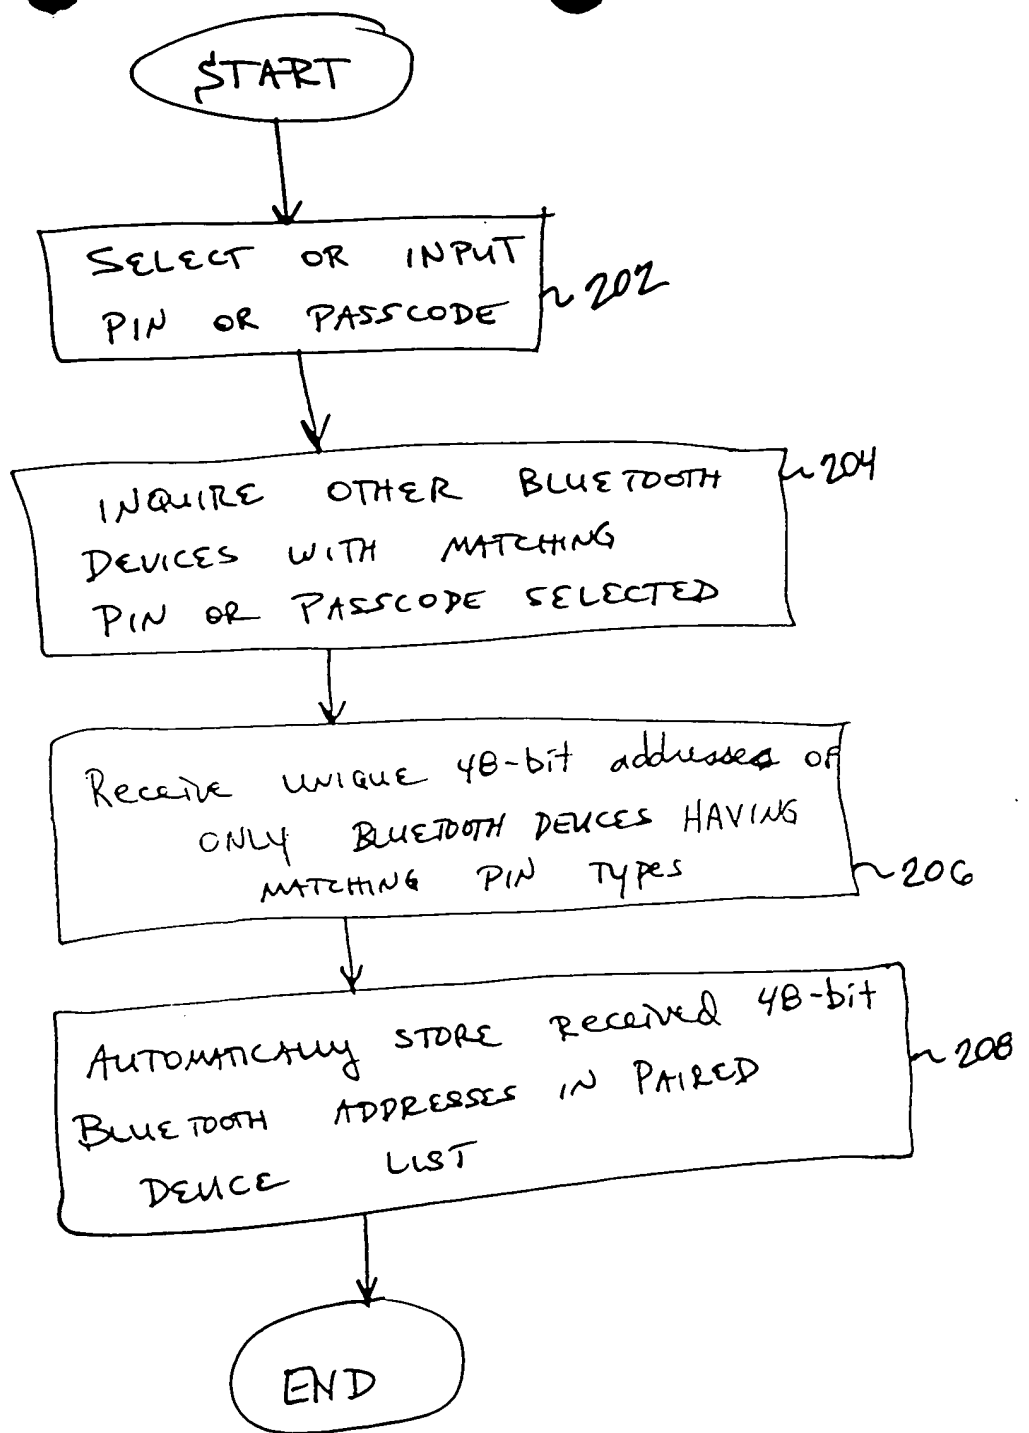 START
SELECT OR INPUT
PIN OR PASSCODE
202
INQUIRE OTHER BLUETOOTH
DEVICES WITH MATCHING
PIN OR PASSCODE SELECTED
204
Receive UNIQUE 48-bit addresses OF
ONLY BLUETOOTH DEVICES HAVING
MATCHING PIN TYPES
206
AUTOMATICALLY STORE Received 48-bit
BLUETOOTH ADDRESSES IN PAIRED
DEVICE LIST
208
END